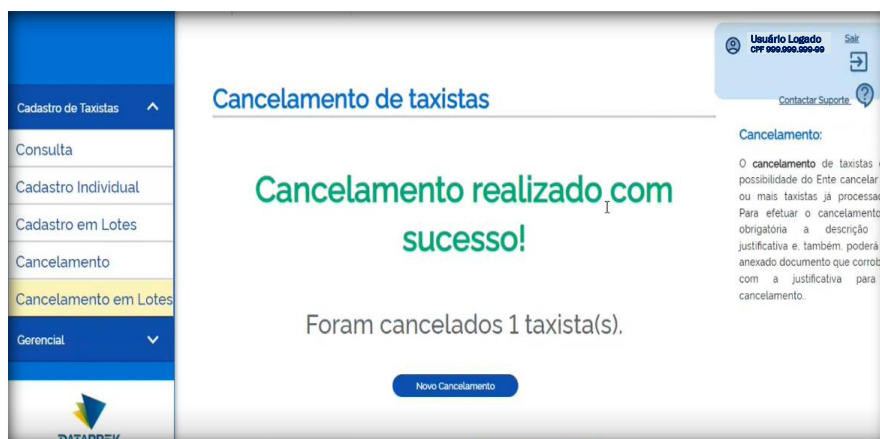 Usuário Logado
CPF 999.999.999-99
Sair
Contactar Suporte
Cadastro de Taxistas
Consulta
Cadastro Individual
Cadastro em Lotes
Cancelamento
Cancelamento em Lotes
Gerencial
Cancelamento de taxistas
Cancelamento realizado com
sucesso!
Foram cancelados 1 taxista(s).
Novo Cancelamento
Cancelamento:
O cancelamento de taxistas
possibilidade do Ente cancelar
ou mais taxistas já
Para efetuar o cancelamento
obrigatória a descrição
justificativa e, também, poderá
anexado documento que
com a justificativa para
cancelamento.